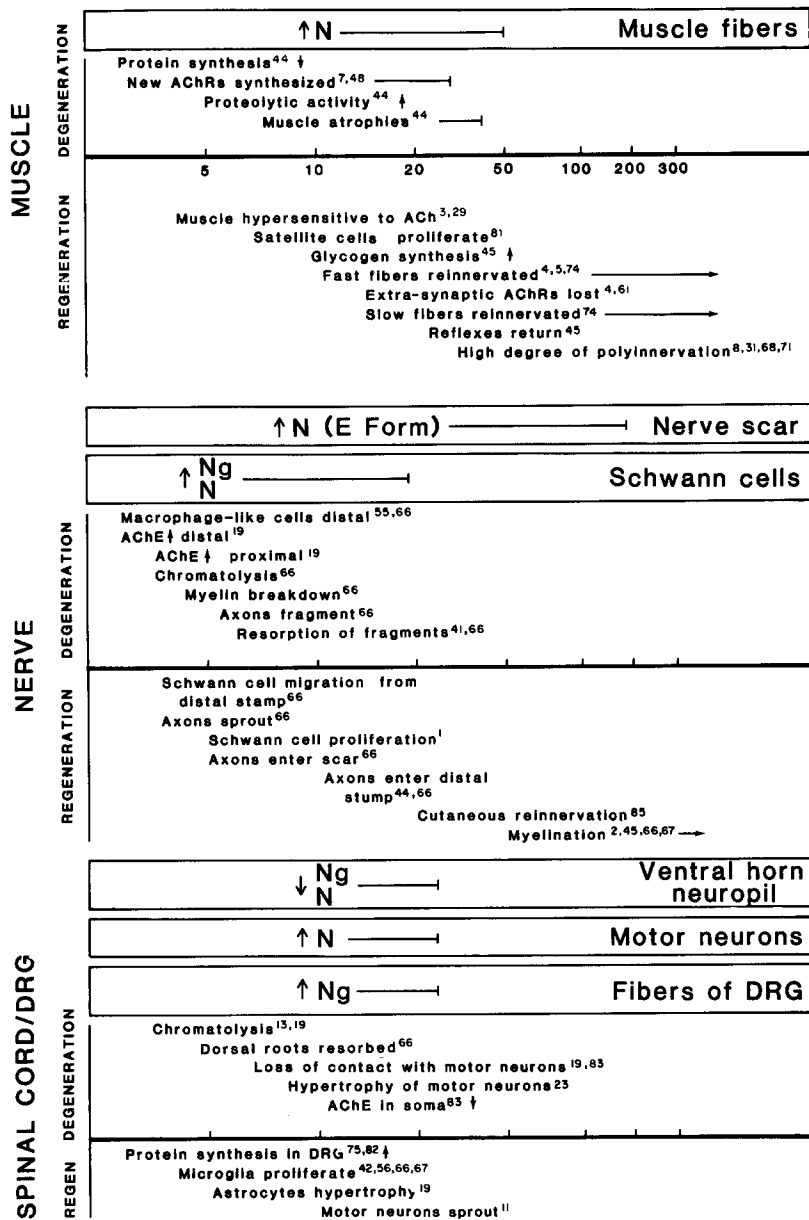 ↑N Muscle fibers
MUSCLE
DEGENERATION
Protein synthesis44 ↓
New AChRs synthesized7,48
Proteolytic activity44 ↑
Muscle atrophies44
5 10 20 50 100 200 300
REGENERATION
Muscle hypersensitive to ACh3,29
Satellite cells proliferate81
Glycogen synthesis45 ↑
Fast fibers reinnervated4,5,74
Extra-synaptic AChRs lost4,61
Slow fibers reinnervated74
Reflexes return45
High degree of polyinnervation8,31,68,71
↑N (E Form) Nerve scar
↑ Ng
N
Schwann cells
NERVE
DEGENERATION
Macrophage-like cells distal55,66
AChE↓ distal19
AChE↓ proximal19
Chromatolysis66
Myelin breakdown66
Axons fragment66
Resorption of fragments41,66
REGENERATION
Schwann cell migration from
distal stump66
Axons sprout66
Schwann cell proliferation1
Axons enter scar66
Axons enter distal
stump44,66
Cutaneous reinnervation85
Myelination2,45,66,67
↓ Ng
N
Ventral horn
neuropil
↑N Motor neurons
↑Ng Fibers of DRG
SPINAL CORD/DRG
DEGENERATION
Chromatolysis13,19
Dorsal roots resorbed66
Loss of contact with motor neurons19,83
Hypertrophy of motor neurons23
AChE in soma83 ↓
REGEN
Protein synthesis in DRG75,82↑
Microglia proliferate42,56,66,67
Astrocytes hypertrophy19
Motor neurons sprout11